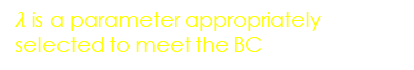 λ is a parameter appropriately
selected to meet the BC